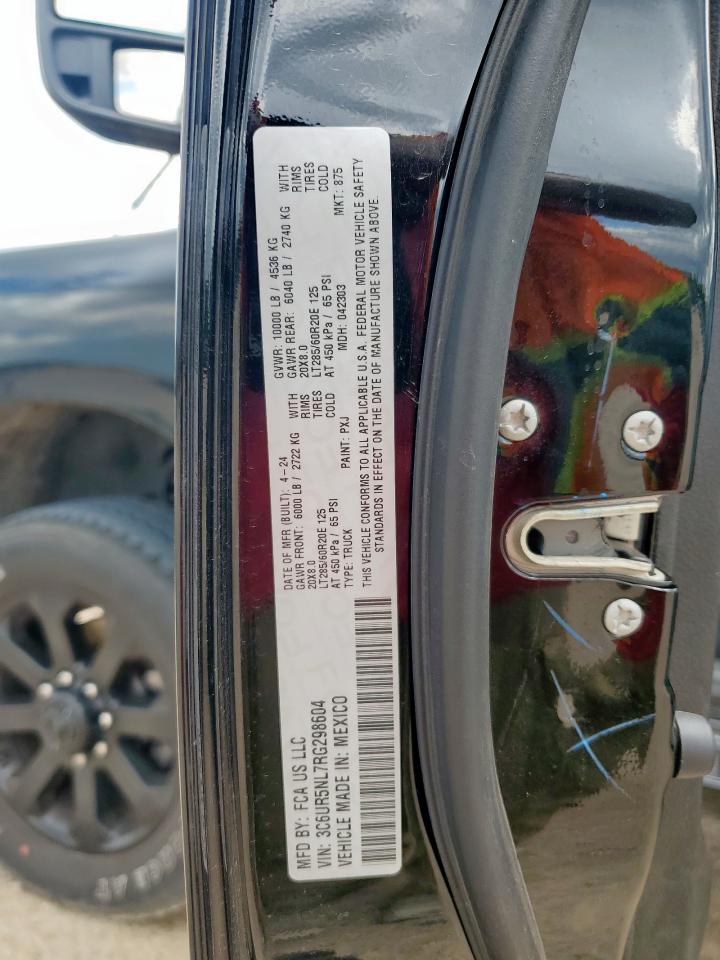 MFD BY: FCA US LLC
VIN: 3C6UR5NL7RG298604
VEHICLE MADE IN: MEXICO
DATE OF MFR (BUILT): 4-24
GAWR FRONT: 6000 LB / 2722 KG WITH
20X8.0 RIMS
LT285/60R20E 125 TIRES
AT 450 kPa / 65 PSI COLD
TYPE: TRUCK PAINT: PXJ
GVWR: 10000 LB / 4536 KG
GAWR REAR: 6040 LB / 2740 KG WITH
20X8.0 RIMS
LT285/60R20E 125 TIRES
AT 450 kPa / 65 PSI COLD
MDH: 042303 MKT: 875
THIS VEHICLE CONFORMS TO ALL APPLICABLE U.S.A. FEDERAL MOTOR VEHICLE SAFETY
STANDARDS IN EFFECT ON THE DATE OF MANUFACTURE SHOWN ABOVE.